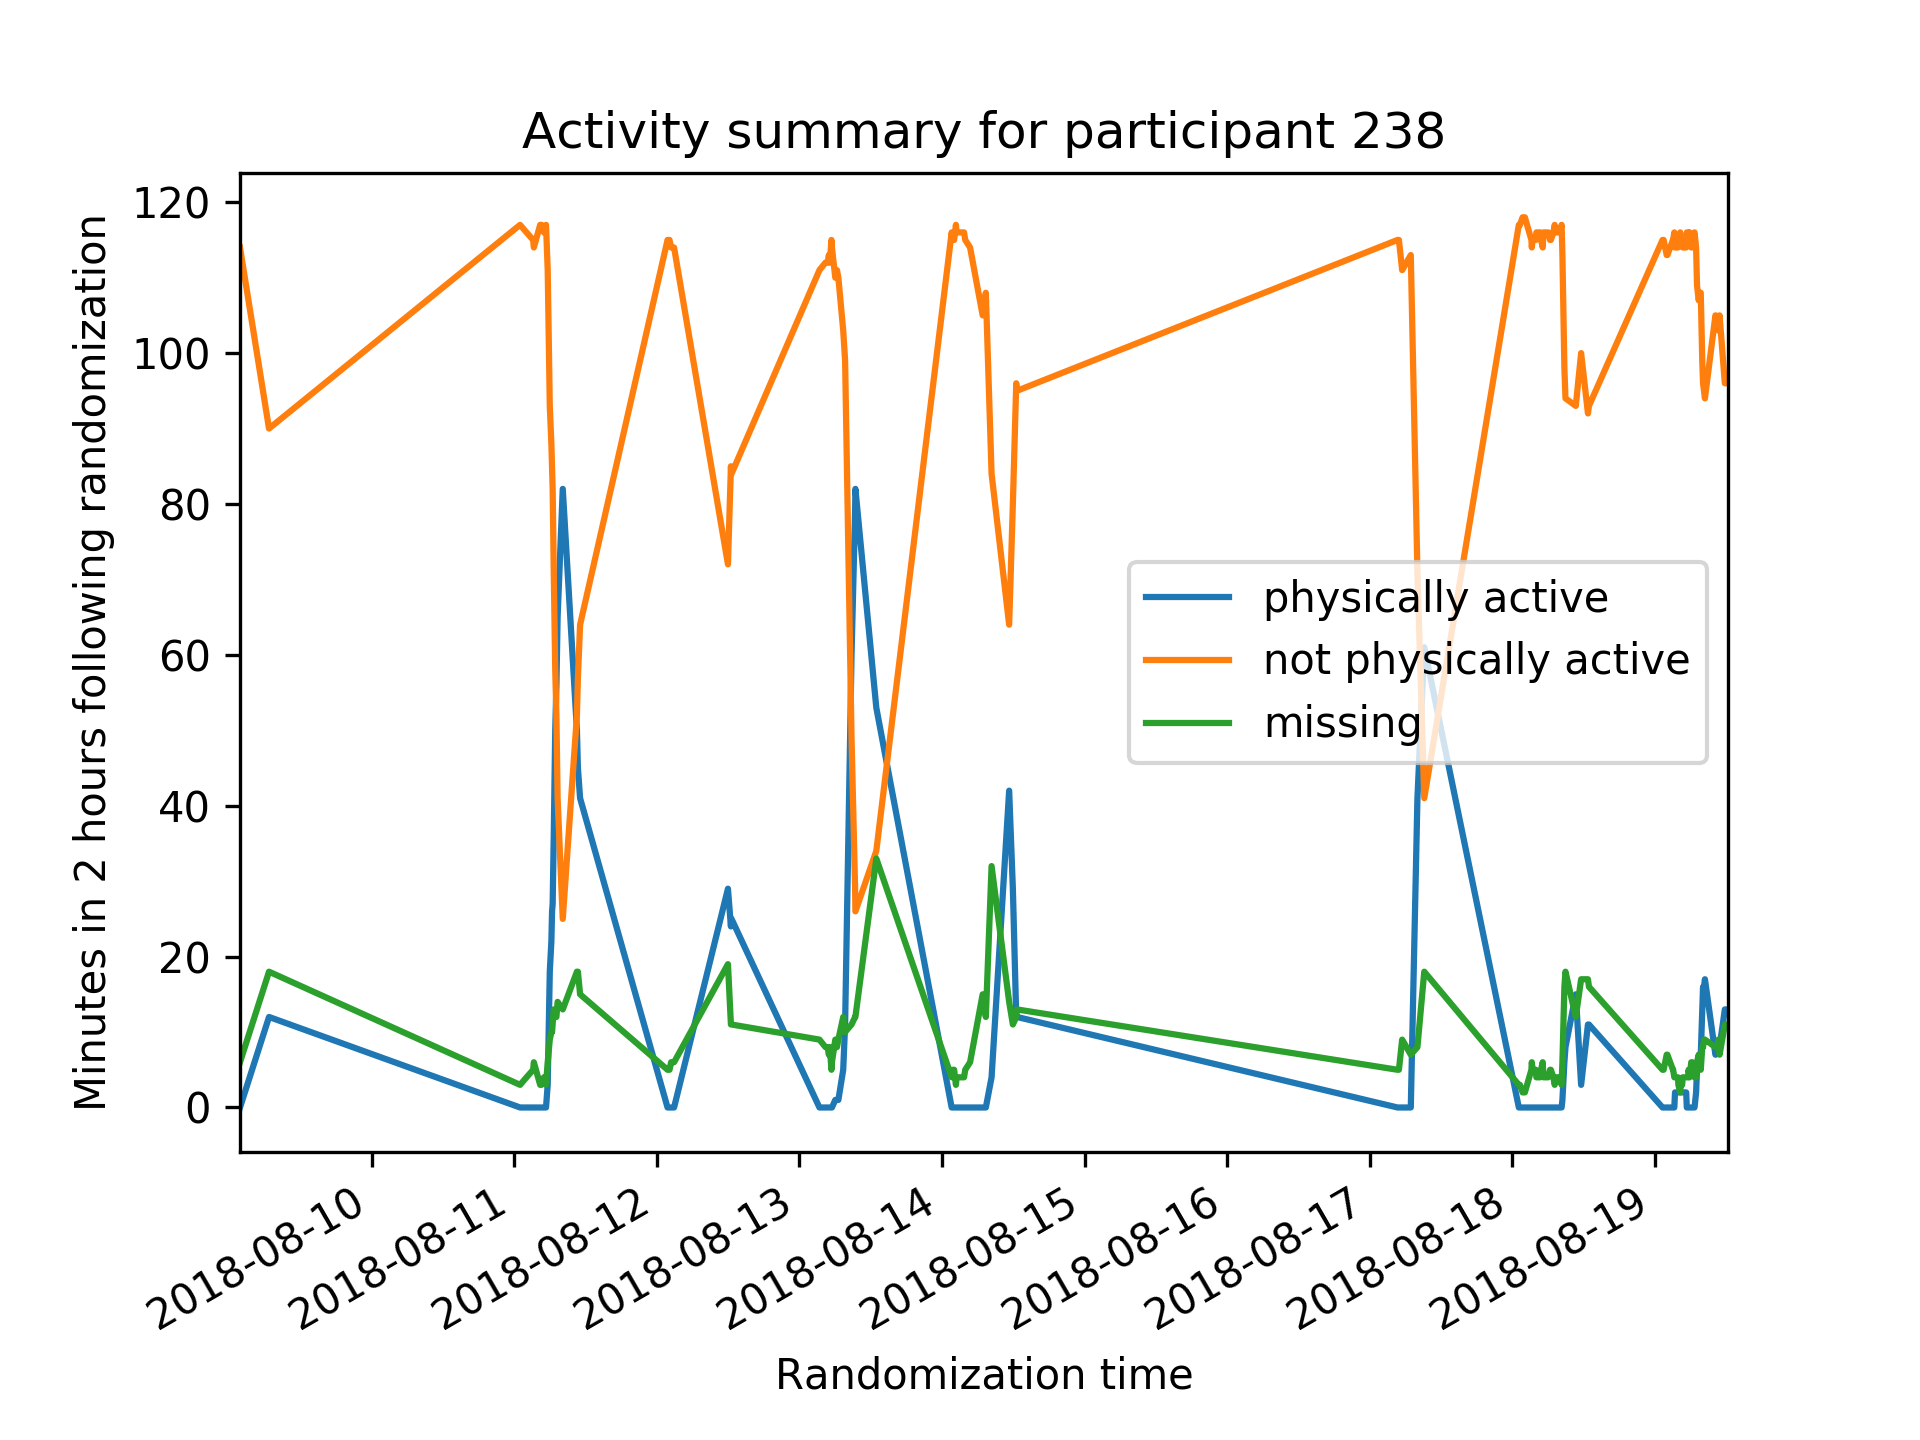 Activity summary for participant 238
Minutes in 2 hours following randomization
120
100
80
60
40
20
0
physically active
not physically active
missing
2018-08-10
2018-08-11
2018-08-12
2018-08-13
2018-08-14
2018-08-15
2018-08-16
2018-08-17
2018-08-18
2018-08-19
Randomization time